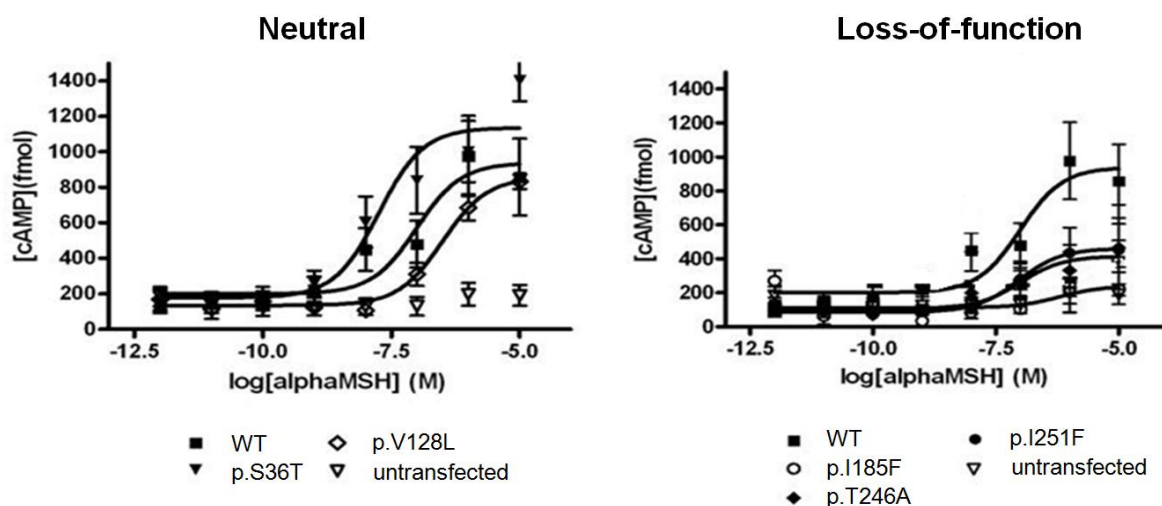 Neutral
Loss-of-function
[cAMP](fmol)
1400
1200
1000
800
600
400
200
0
-12.5
-10.0
-7.5
-5.0
log[alphaMSH] (M)
[cAMP](fmol)
1400
1200
1000
800
600
400
200
0
-12.5
-10.0
-7.5
-5.0
log[alphaMSH] (M)
WT p.V128L
p.S36T untransfected
WT p.I251F
p.I185F untransfected
p.T246A